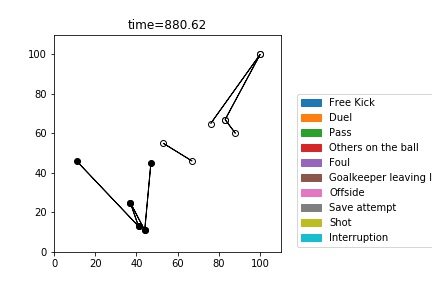 time=880.62
100
80
60
40
20
0
0 20 40 60 80 100
Free Kick
Duel
Pass
Others on the ball
Foul
Goalkeeper leaving l
Offside
Save attempt
Shot
Interruption